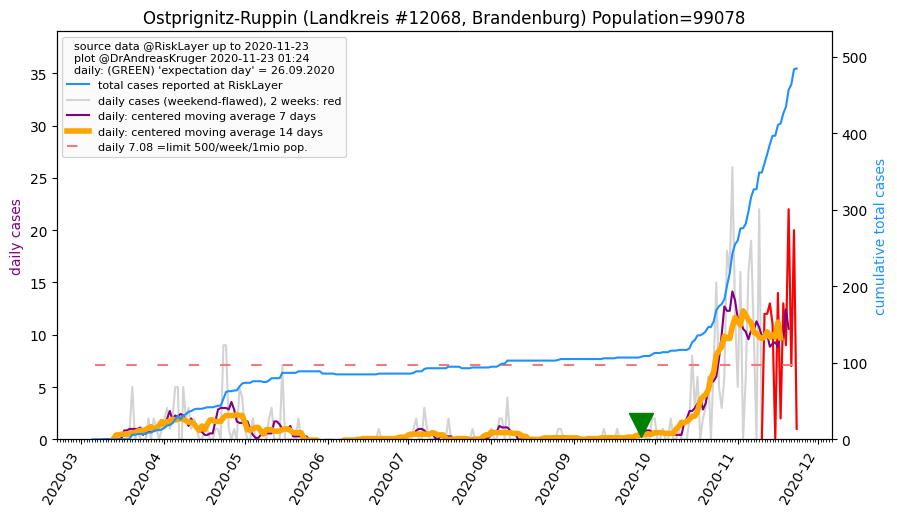 Ostprignitz-Ruppin (Landkreis #12068, Brandenburg) Population=99078
source data @RiskLayer up to 2020-11-23
plot @DrAndreasKruger 2020-11-23 01:24
daily: (GREEN) 'expectation day' = 26.09.2020
total cases reported at RiskLayer
daily cases (weekend-flawed), 2 weeks: red
daily: centered moving average 7 days
daily: centered moving average 14 days
daily 7.08 =limit 500/week/1mio pop.
daily cases
35
30
25
20
15
10
5
0
cumulative total cases
500
400
300
200
100
0
2020-03
2020-04
2020-05
2020-06
2020-07
2020-08
2020-09
2020-10
2020-11
2020-12